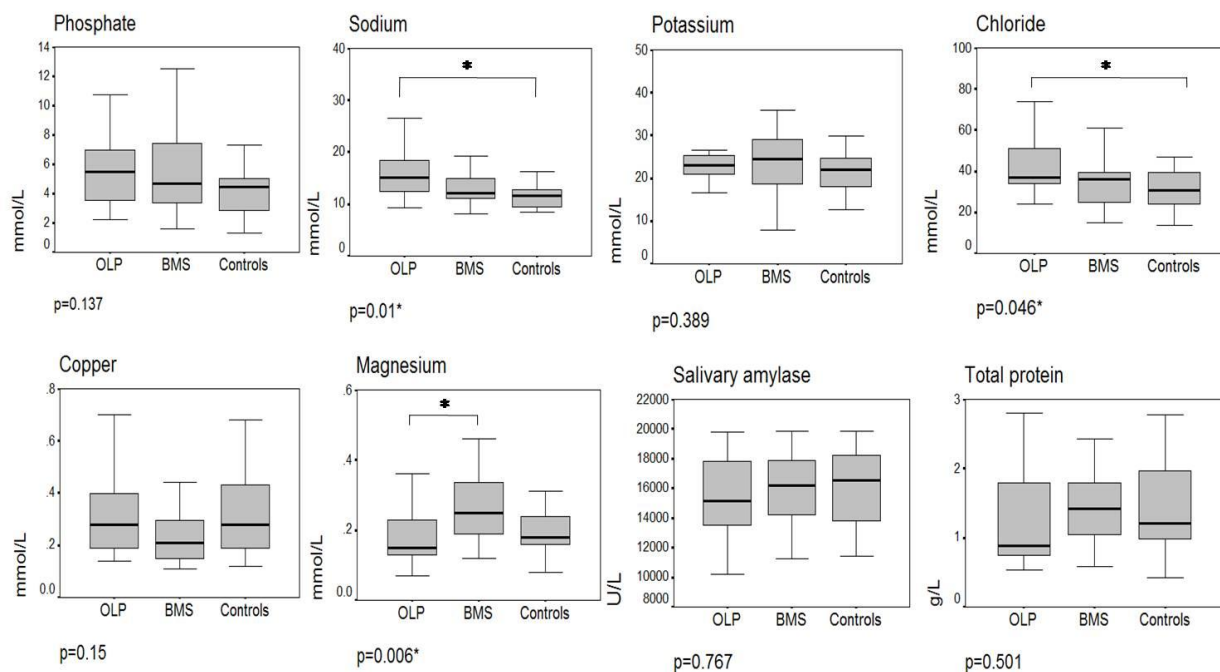 Phosphate
14
12
10
8
6
4
2
0
mmol/L
OLP BMS Controls
p=0.137
Sodium
*
40
30
20
10
0
mmol/L
OLP BMS Controls
p=0.01*
Potassium
50
40
30
20
10
0
mmol/L
OLP BMS Controls
p=0.389
Chloride
*
100
80
60
40
20
0
mmol/L
OLP BMS Controls
p=0.046*
Copper
.8
.6
.4
.2
0.0
mmol/L
OLP BMS Controls
p=0.15
Magnesium
*
.6
.4
.2
0.0
mmol/L
OLP BMS Controls
p=0.006*
Salivary amylase
22000
20000
18000
16000
14000
12000
10000
8000
U/L
OLP BMS Controls
p=0.767
Total protein
3
2
1
0
g/L
OLP BMS Controls
p=0.501